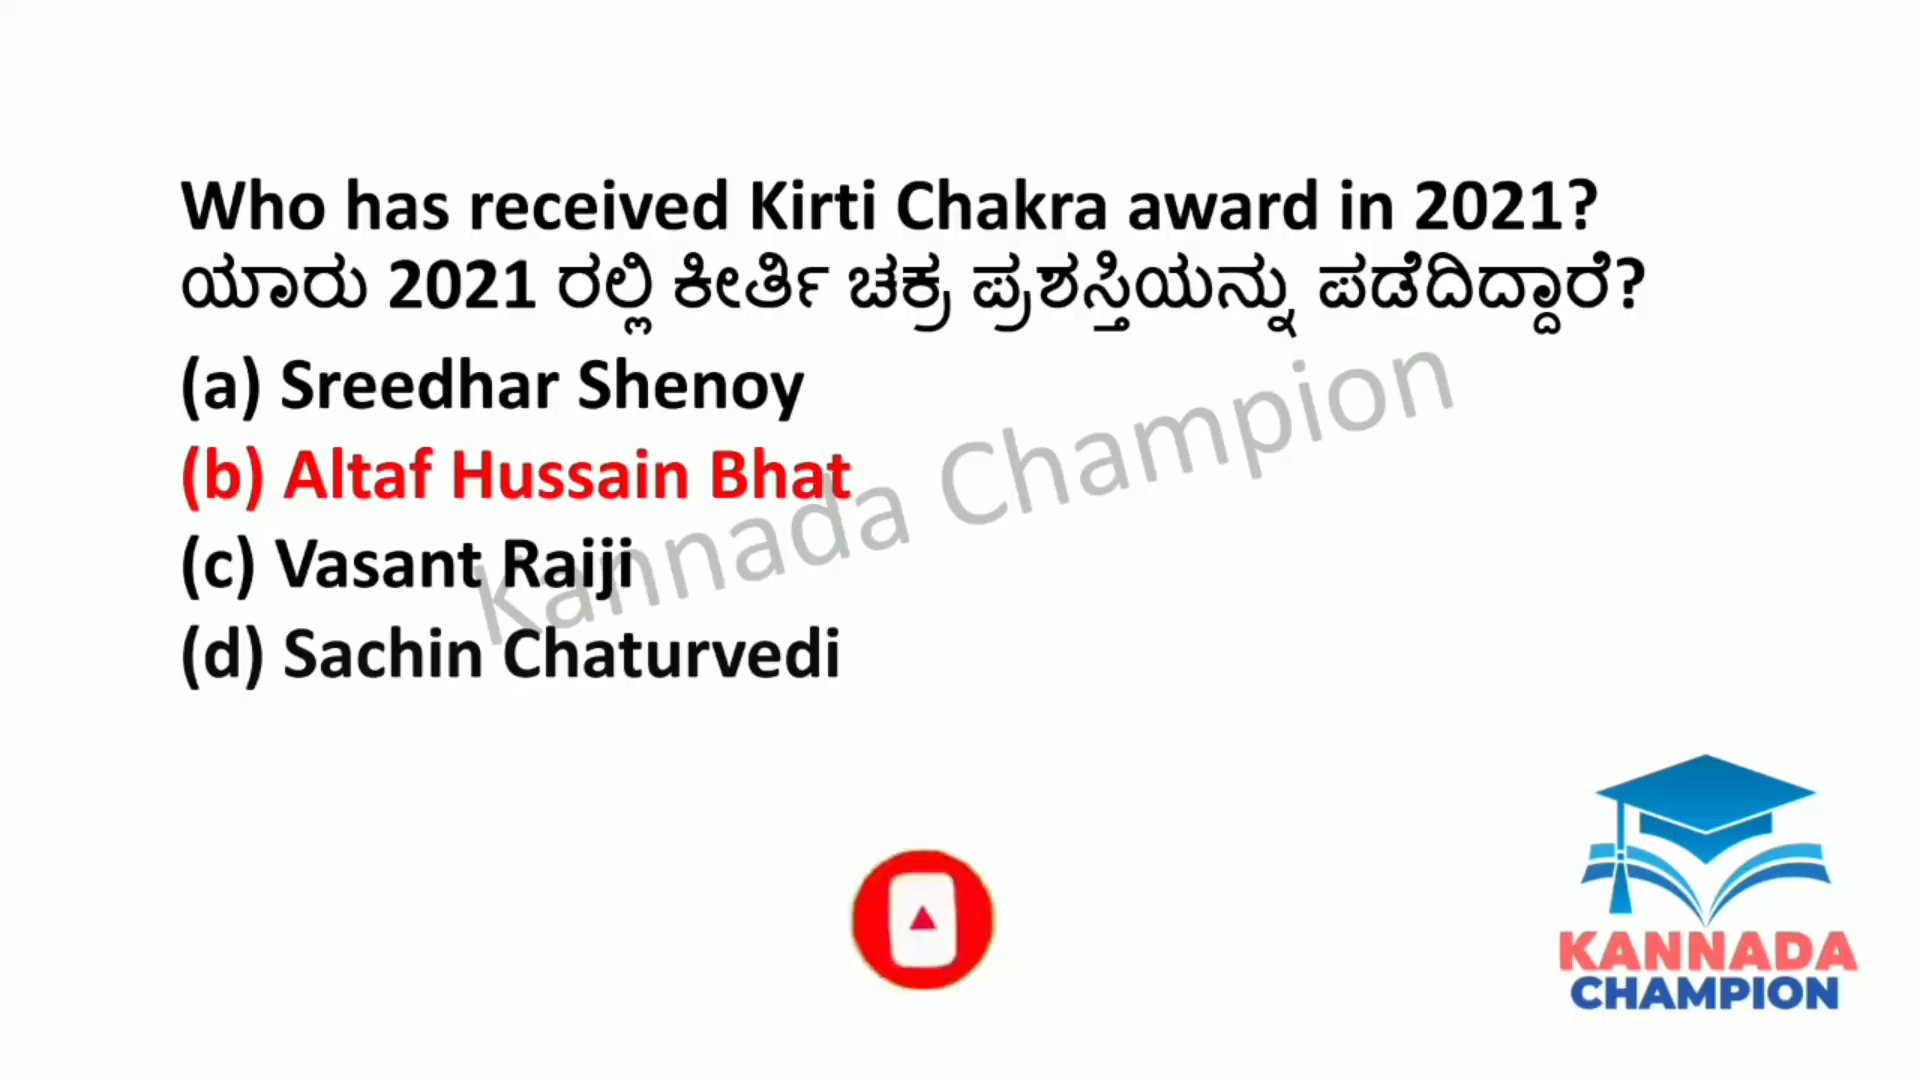 Who has received Kirti Chakra award in 2021?
ಯಾರು 2021 ರಲ್ಲಿ ಕೀರ್ತಿ ಚಕ್ರ ಪ್ರಶಸ್ತಿಯನ್ನು ಪಡೆದಿದ್ದಾರೆ?
(a) Sreedhar Shenoy
(b) Altaf Hussain Bhat
(c) Vasant Raiji
(d) Sachin Chaturvedi
Kannada Champion
KANNADA
CHAMPION